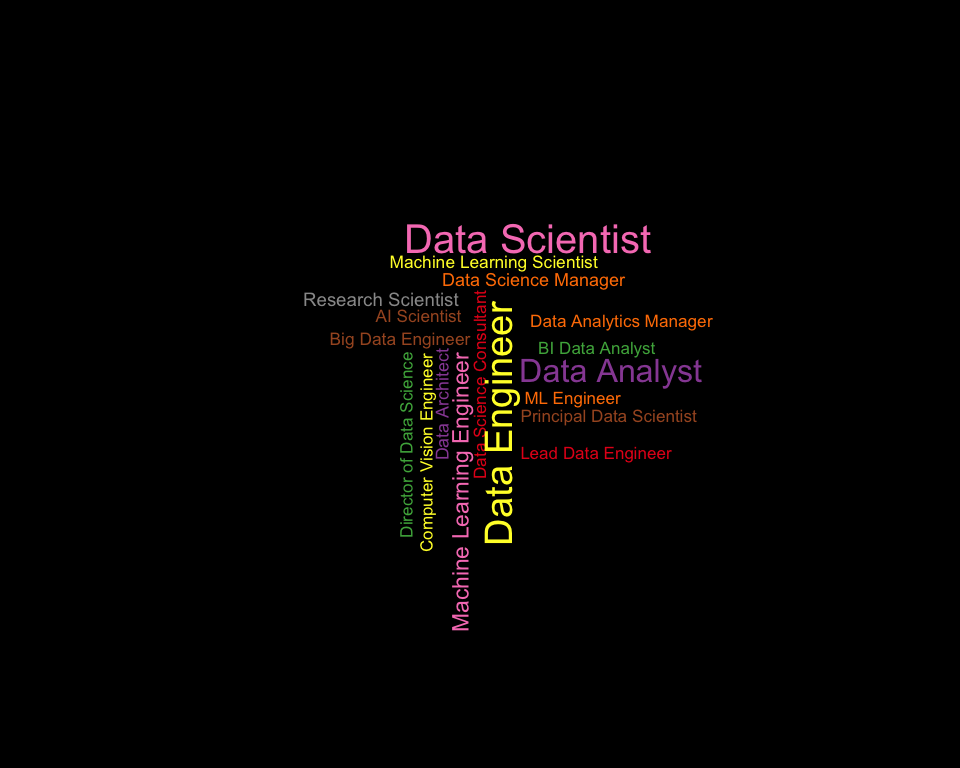 Data Scientist
Machine Learning Scientist
Data Science Manager
Research Scientist
AI Scientist
Big Data Engineer
Data Analytics Manager
BI Data Analyst
Data Analyst
ML Engineer
Principal Data Scientist
Lead Data Engineer
Director of Data Science
Computer Vision Engineer
Data Architect
Machine Learning Engineer
Data Science Consultant
Data Engineer